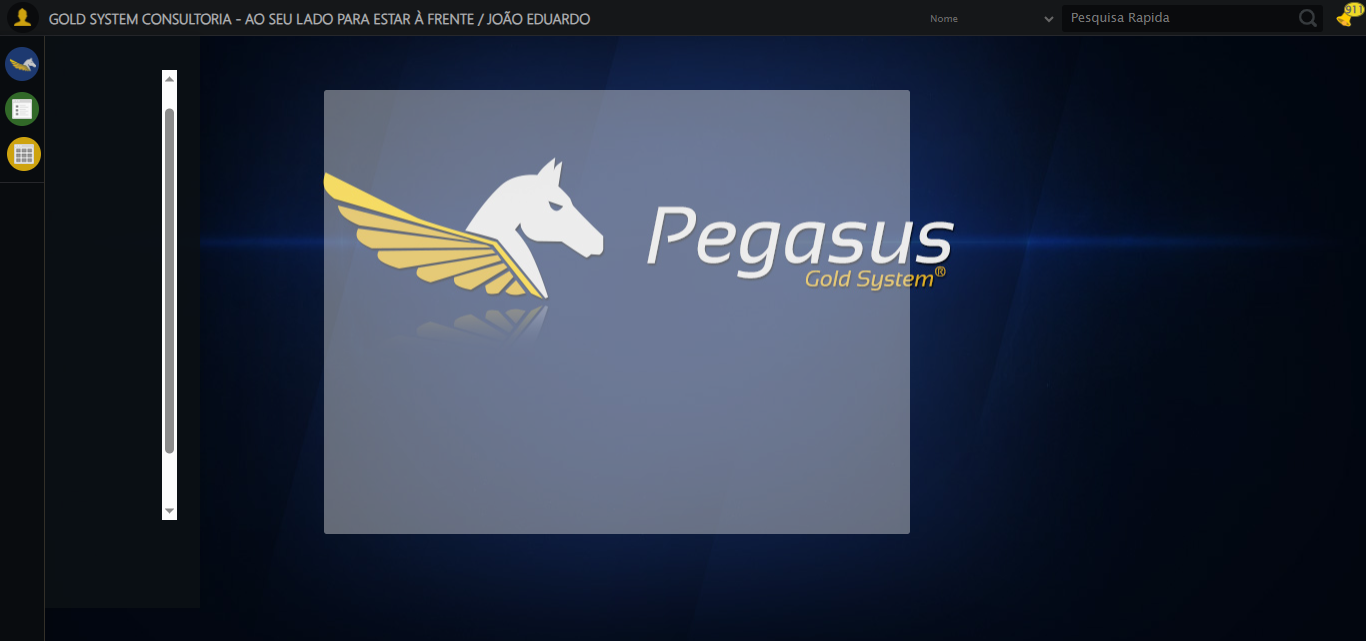 GOLD SYSTEM CONSULTORIA - AO SEU LADO PARA ESTAR À FRENTE / JOÃO EDUARDO
Nome
Pesquisa Rapida
911
Pegasus
Gold System®